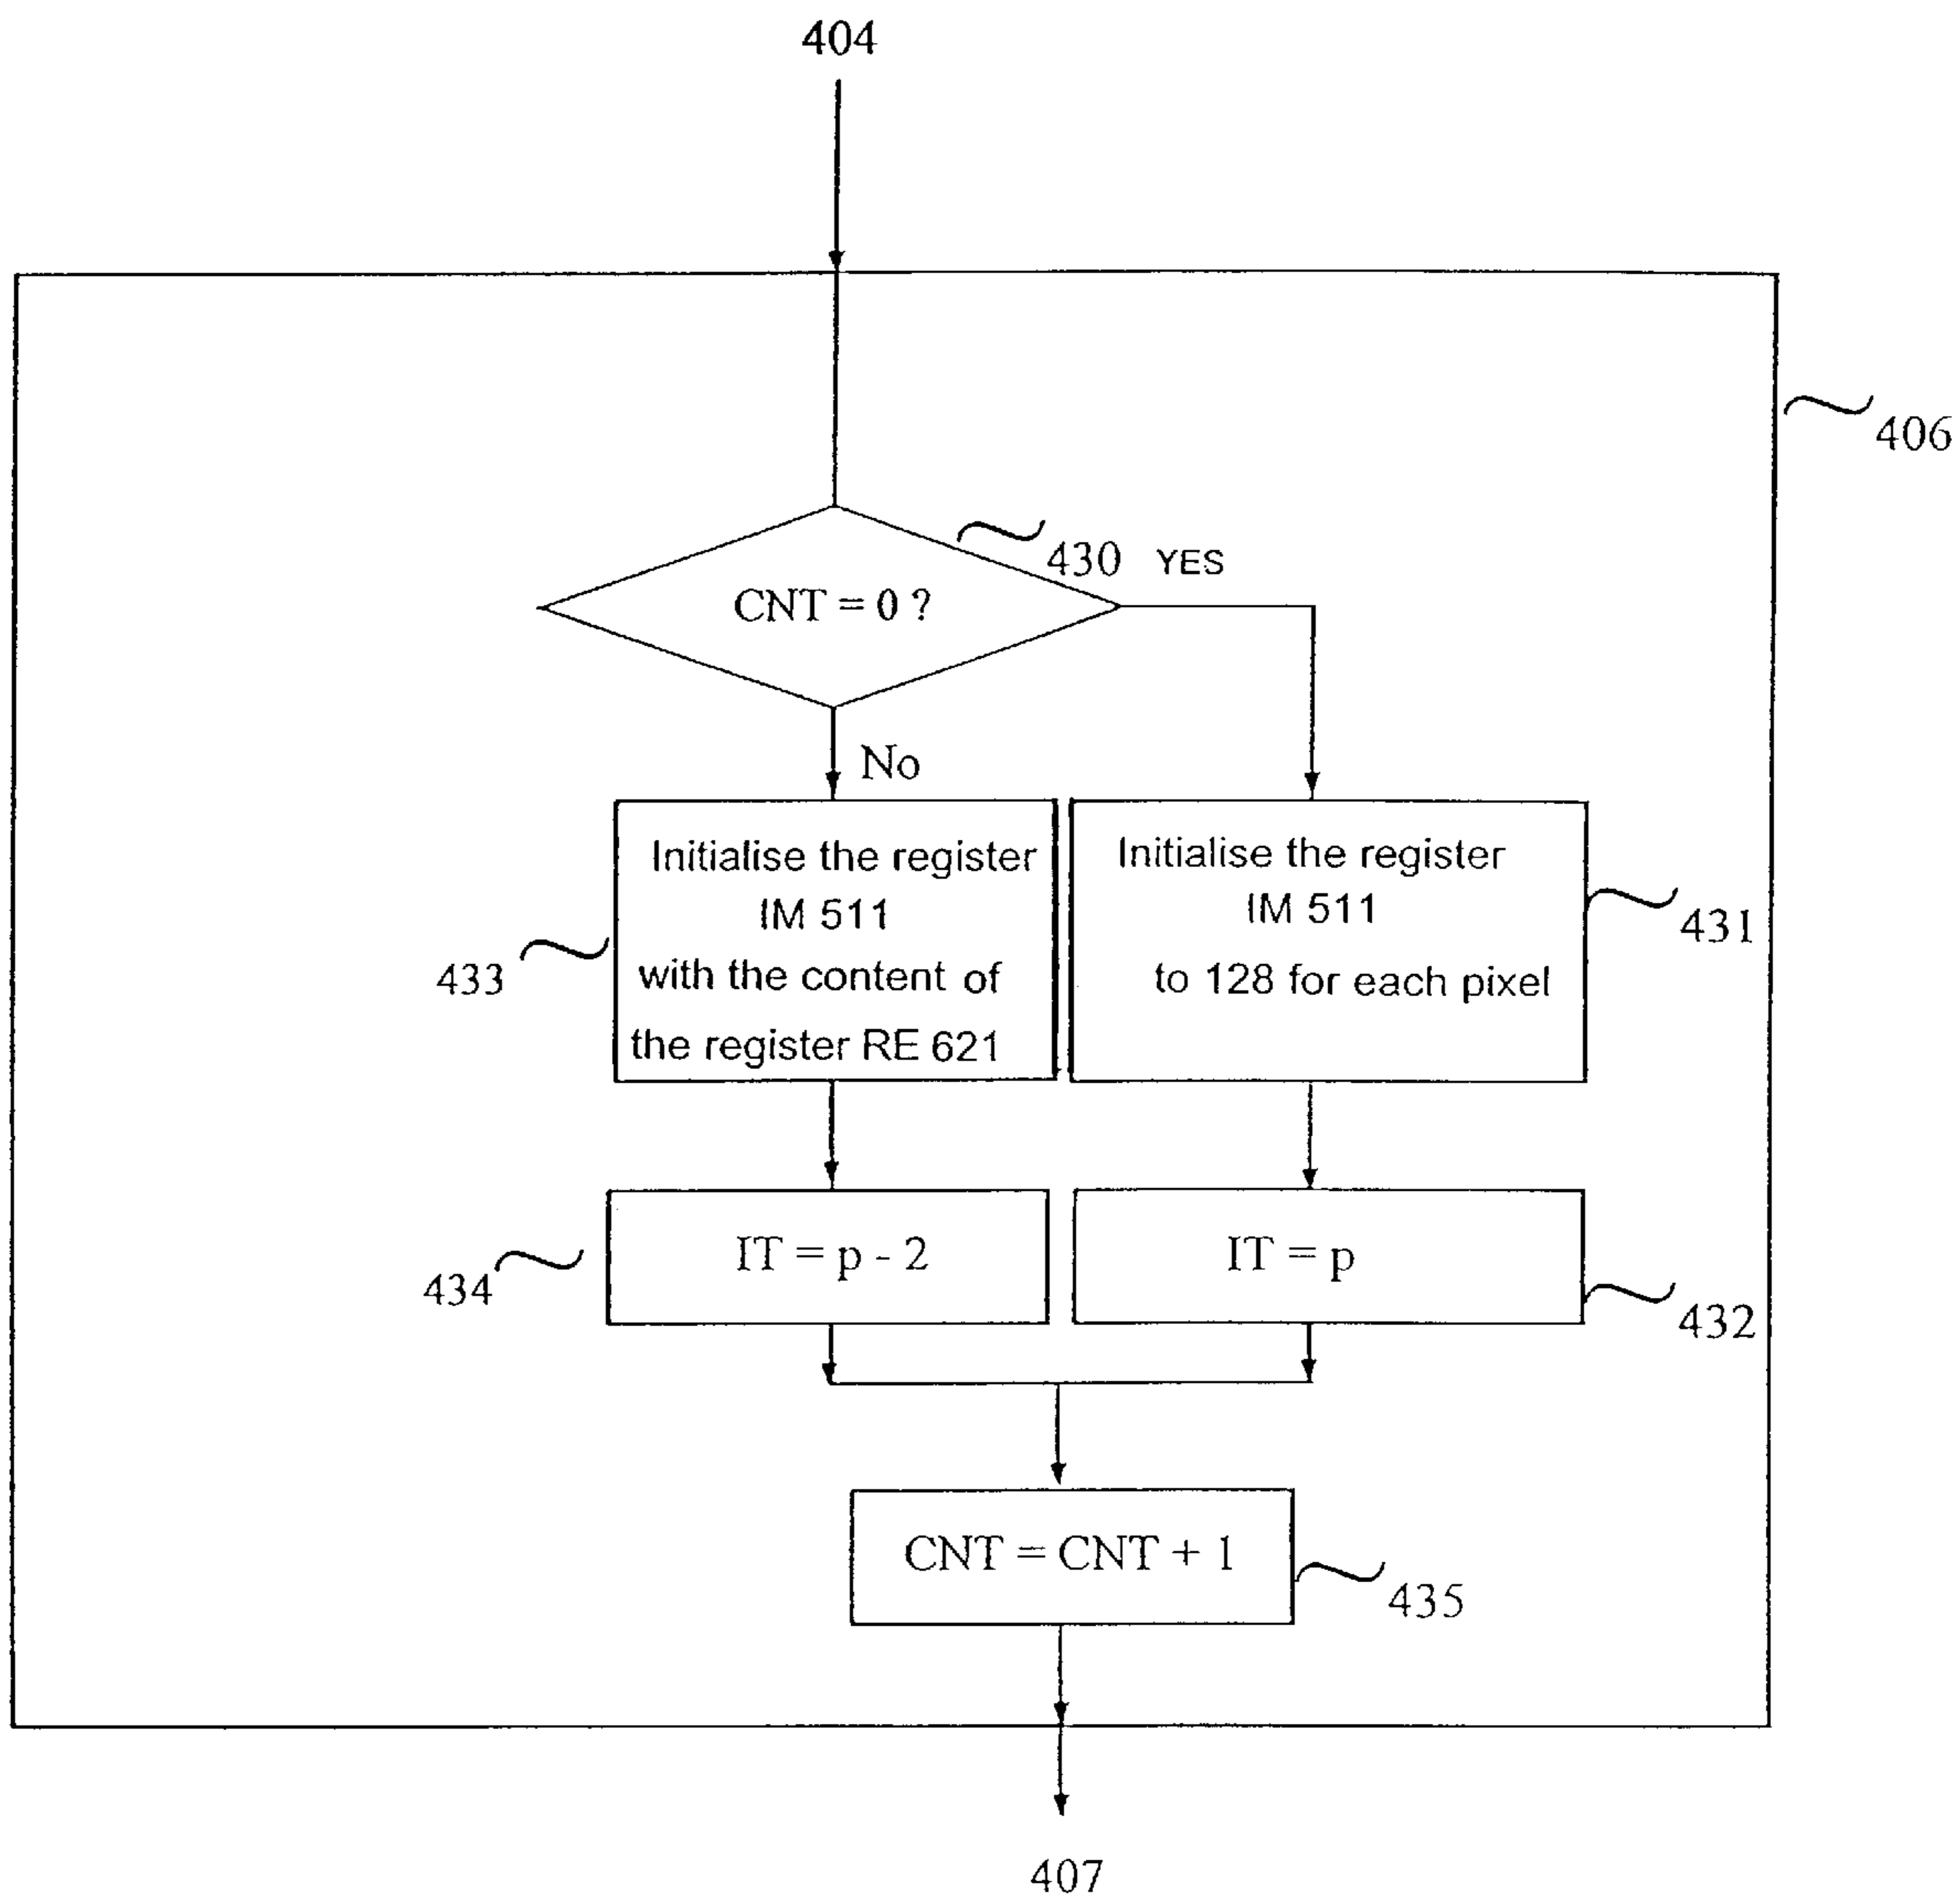 404
406
430 YES
CNT = 0 ?
No
Initialise the register
IM 511
with the content of
the register RE 621
433
Initialise the register
IM 511
to 128 for each pixel
431
IT = p - 2
434
IT = p
432
CNT = CNT + 1
435
407